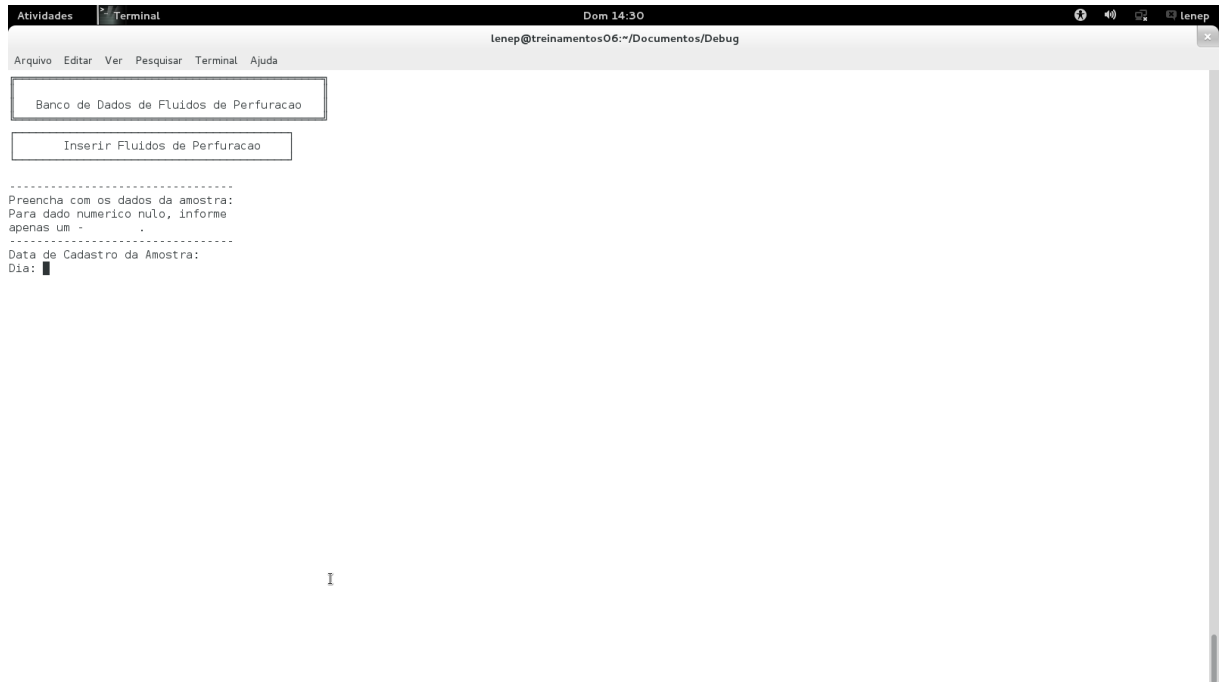 Atividades
Terminal
Dom 14:30
lenep
lenep@treinamentos06:~/Documentos/Debug
Arquivo Editar Ver Pesquisar Terminal Ajuda
Banco de Dados de Fluidos de Perfuracao
Inserir Fluidos de Perfuracao
---------------------------------
Preencha com os dados da amostra:
Para dado numerico nulo, informe
apenas um -        .
---------------------------------
Data de Cadastro da Amostra:
Dia: